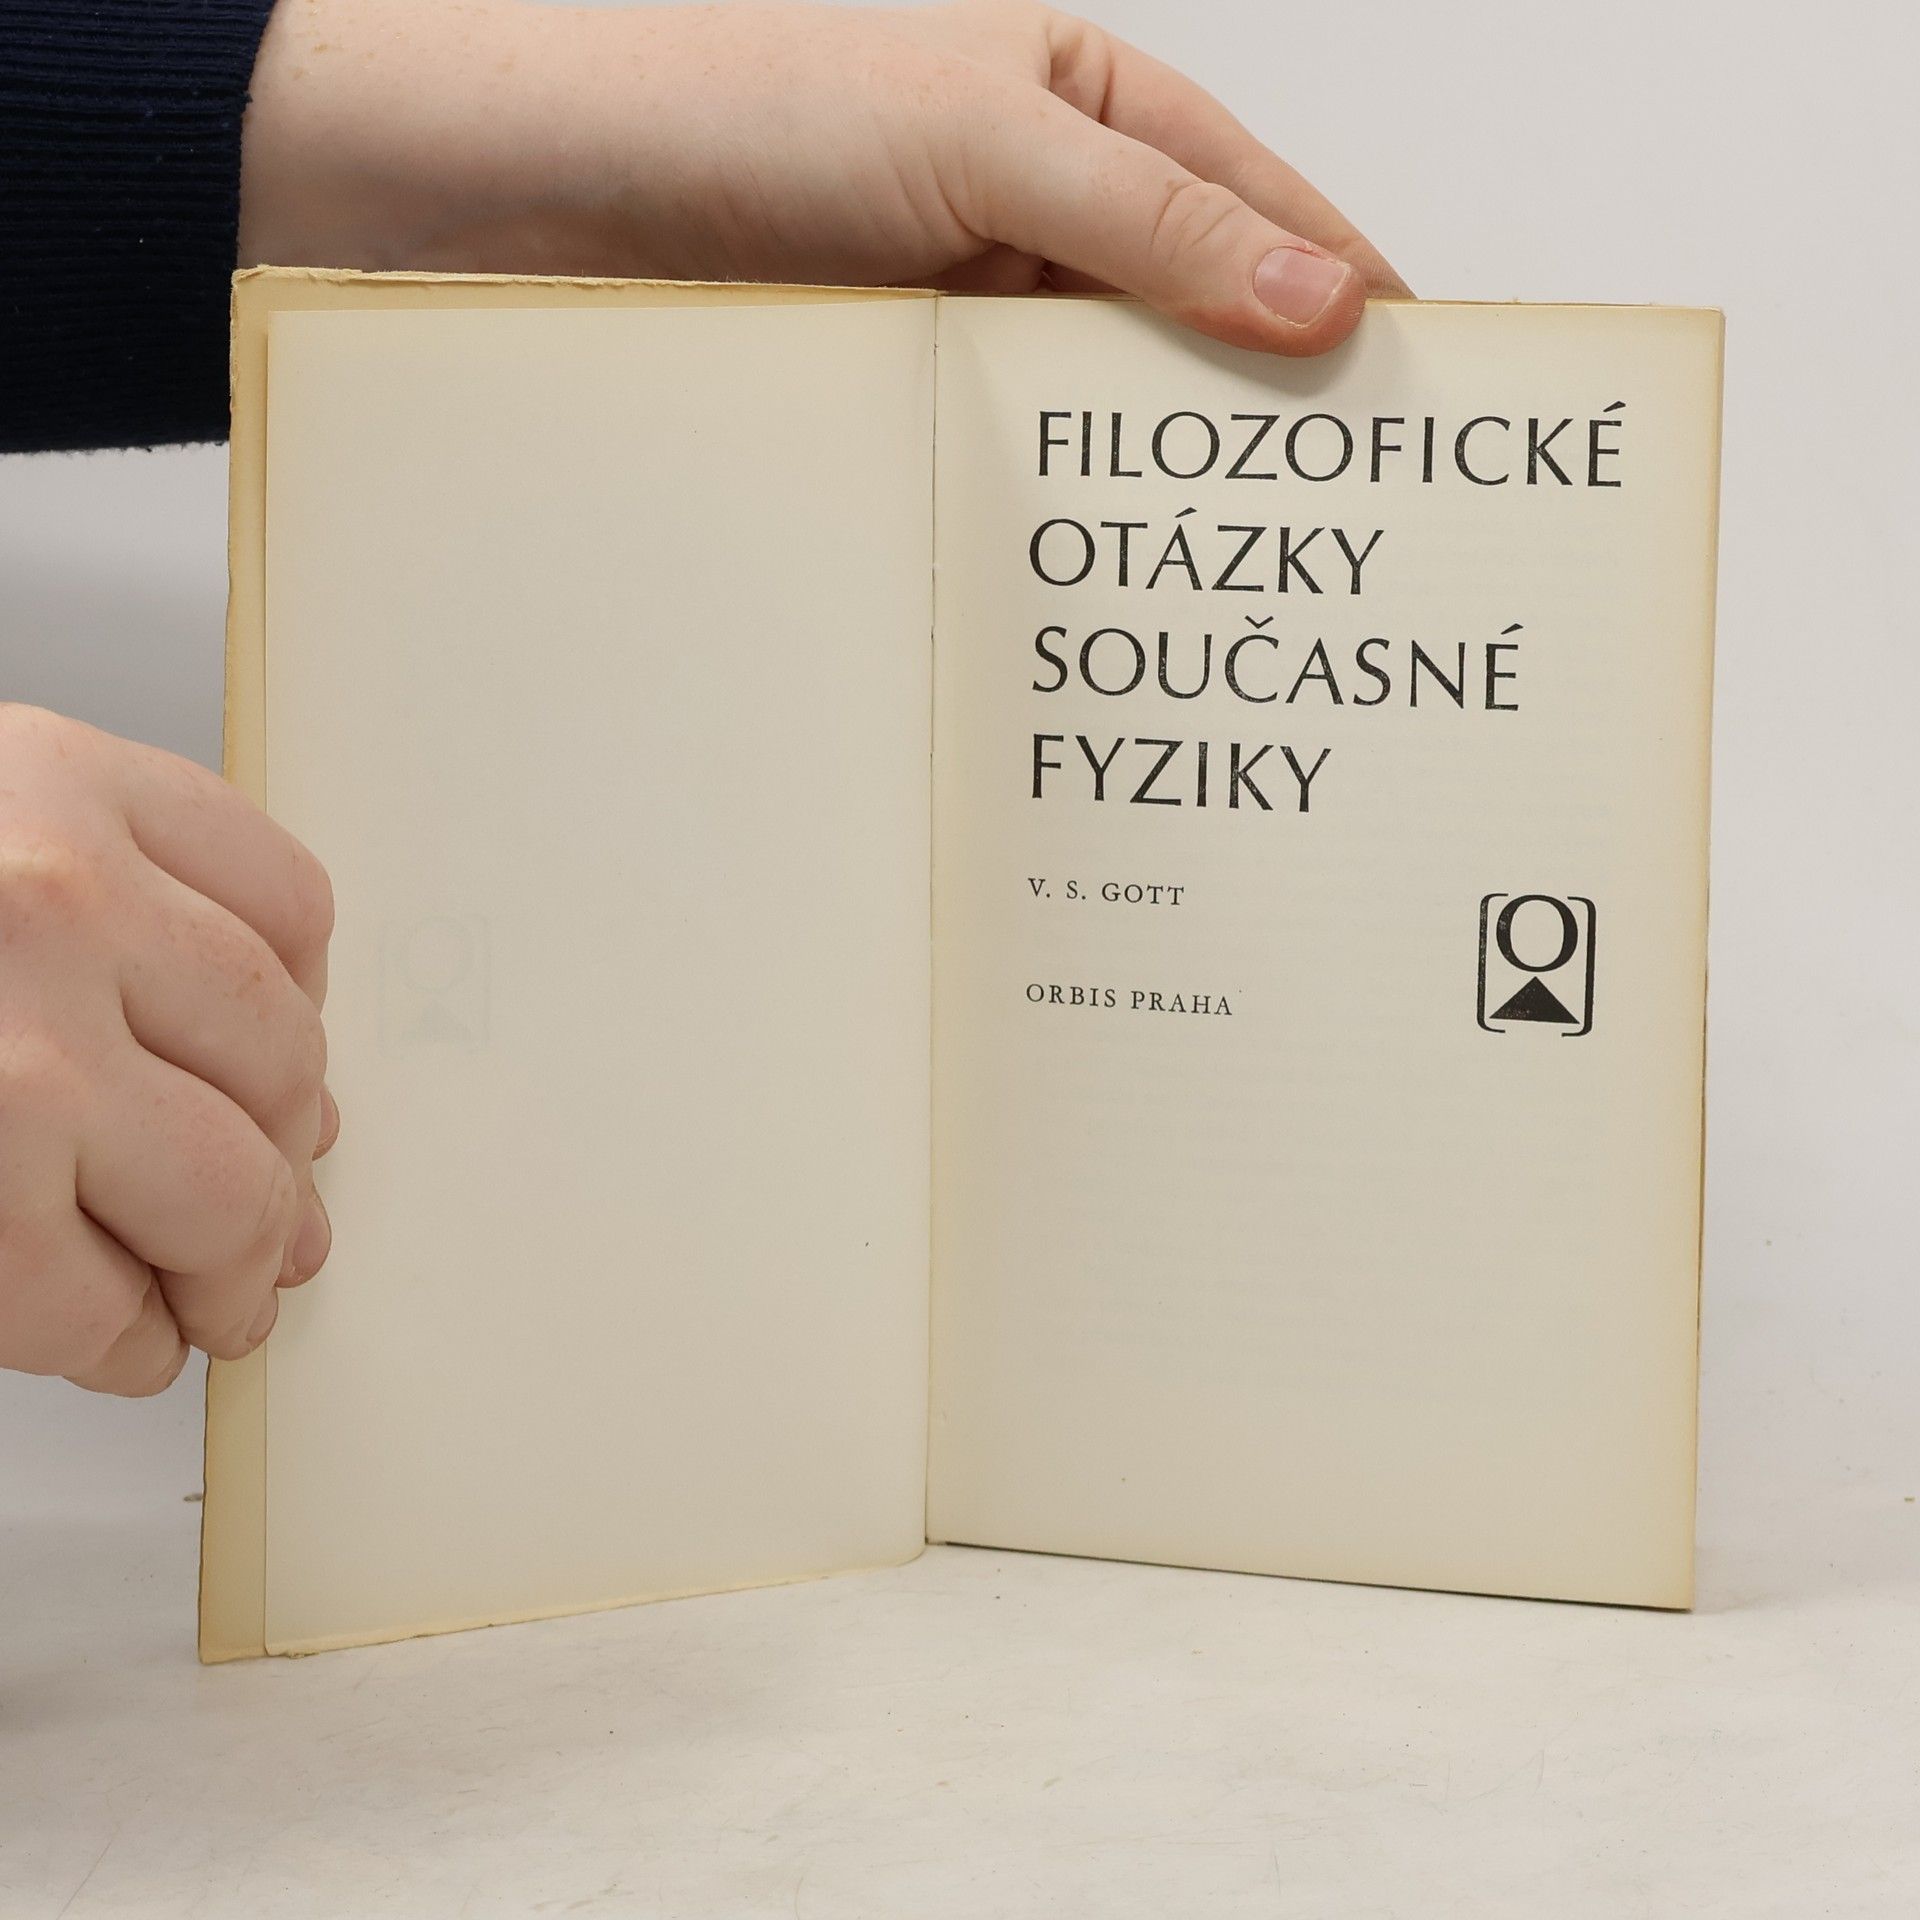 FILOZOFICKÉ
OTÁZKY
SOUČASNÉ
FYZIKY
V. S. GOTT
O
ORBIS PRAHA